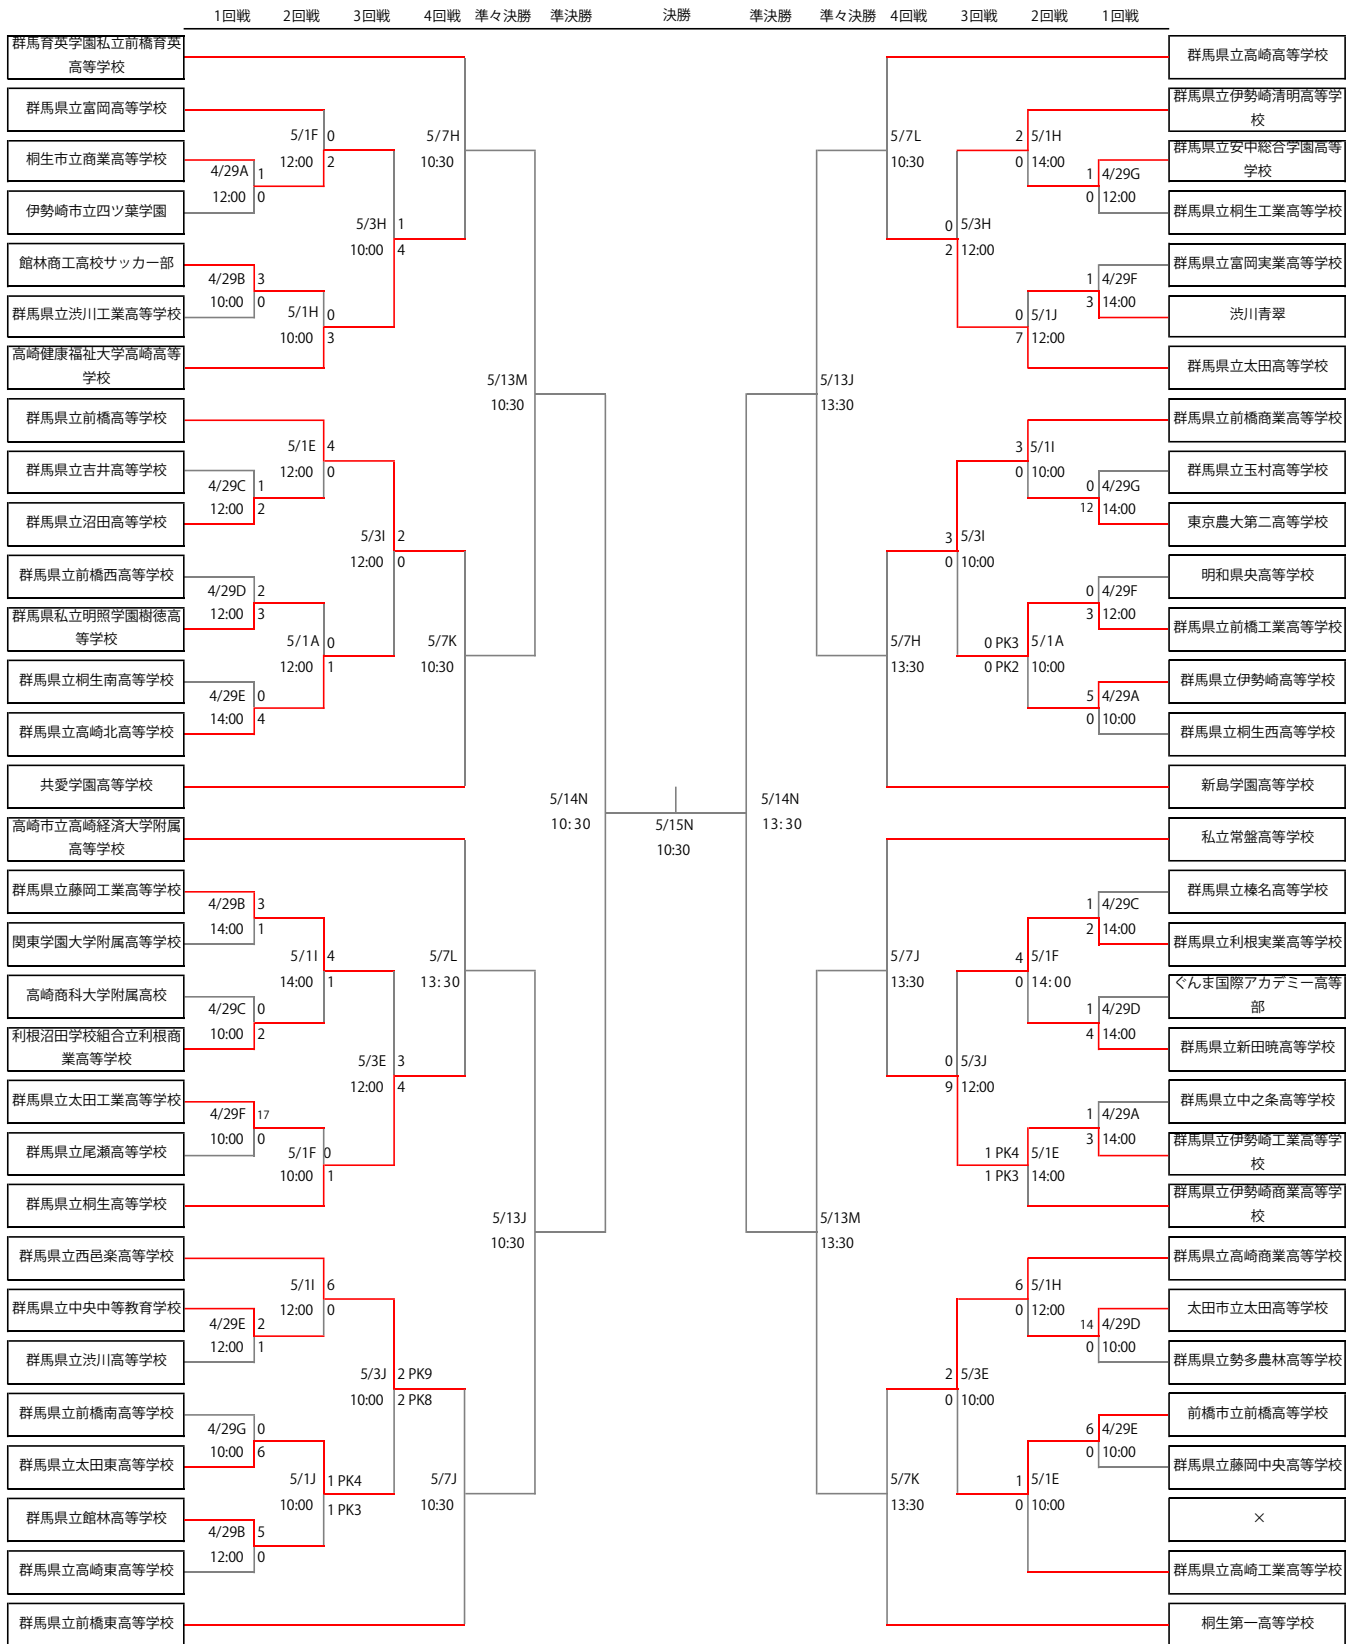 1回戦 2回戦 3回戦 4回戦 準々決勝 準決勝 決勝 準決勝 準々決勝 4回戦 3回戦 2回戦 1回戦
群馬育英学園私立前橋育英
高等学校
群馬県立富岡高等学校
桐生市立商業高等学校
伊勢崎市立四ツ葉学園
館林商工高校サッカー部
群馬県立渋川工業高等学校
高崎健康福祉大学高崎高等
学校
群馬県立前橋高等学校
群馬県立吉井高等学校
群馬県立沼田高等学校
群馬県立前橋西高等学校
群馬県私立明照学園樹徳高
等学校
群馬県立桐生南高等学校
群馬県立高崎北高等学校
共愛学園高等学校
高崎市立高崎経済大学附属
高等学校
群馬県立藤岡工業高等学校
関東学園大学附属高等学校
高崎商科大学附属高校
利根沼田学校組合立利根商
業高等学校
群馬県立太田工業高等学校
群馬県立尾瀬高等学校
群馬県立桐生高等学校
群馬県立西邑楽高等学校
群馬県立中央中等教育学校
群馬県立渋川高等学校
群馬県立前橋南高等学校
群馬県立太田東高等学校
群馬県立館林高等学校
群馬県立高崎東高等学校
群馬県立前橋東高等学校
4/29A 1
12:00 0
4/29B 3
10:00 0
4/29C 1
12:00 2
4/29D 2
12:00 3
4/29E 0
14:00 4
4/29B 3
14:00 1
4/29C 0
10:00 2
4/29F 17
10:00 0
4/29E 2
12:00 1
4/29G 0
10:00 6
4/29B 5
12:00 0
5/1F 0
12:00 2
5/1H 0
10:00 3
5/1E 4
12:00 0
5/1A 0
12:00 1
5/1I 4
14:00 1
5/1F 0
10:00 1
5/1I 6
12:00 0
5/1J 1 PK4
10:00 1 PK3
5/3H 1
10:00 4
5/3I 2
12:00 0
5/3E 3
12:00 4
5/3J 2 PK9
10:00 2 PK8
5/7H
10:30
5/7K
10:30
5/7L
13:30
5/7J
10:30
5/13M
10:30
5/13J
10:30
5/14N
10:30
5/15N
10:30
5/14N
13:30
5/13J
13:30
5/13M
13:30
5/7L
10:30
5/7H
13:30
5/7J
13:30
5/7K
13:30
0 5/3H
2 12:00
3 5/3I
0 10:00
0 5/3J
9 12:00
2 5/3E
0 10:00
2 5/1H
0 14:00
0 5/1J
7 12:00
3 5/1I
0 10:00
0 PK3 5/1A
0 PK2 10:00
4 5/1F
0 14:00
1 PK4 5/1E
1 PK3 14:00
6 5/1H
0 12:00
1 5/1E
0 10:00
1 4/29G
0 12:00
1 4/29F
3 14:00
0 4/29G
12 14:00
0 4/29F
3 12:00
5 4/29A
0 10:00
1 4/29C
2 14:00
1 4/29D
4 14:00
1 4/29A
3 14:00
14 4/29D
0 10:00
6 4/29E
0 10:00
群馬県立高崎高等学校
群馬県立伊勢崎清明高等学
校
群馬県立安中総合学園高等
学校
群馬県立桐生工業高等学校
群馬県立富岡実業高等学校
渋川青翠
群馬県立太田高等学校
群馬県立前橋商業高等学校
群馬県立玉村高等学校
東京農大第二高等学校
明和県央高等学校
群馬県立前橋工業高等学校
群馬県立伊勢崎高等学校
群馬県立桐生西高等学校
新島学園高等学校
私立常盤高等学校
群馬県立榛名高等学校
群馬県立利根実業高等学校
ぐんま国際アカデミー高等
部
群馬県立新田暁高等学校
群馬県立中之条高等学校
群馬県立伊勢崎工業高等学
校
群馬県立伊勢崎商業高等学
校
群馬県立高崎商業高等学校
太田市立太田高等学校
群馬県立勢多農林高等学校
前橋市立前橋高等学校
群馬県立藤岡中央高等学校
×
群馬県立高崎工業高等学校
桐生第一高等学校